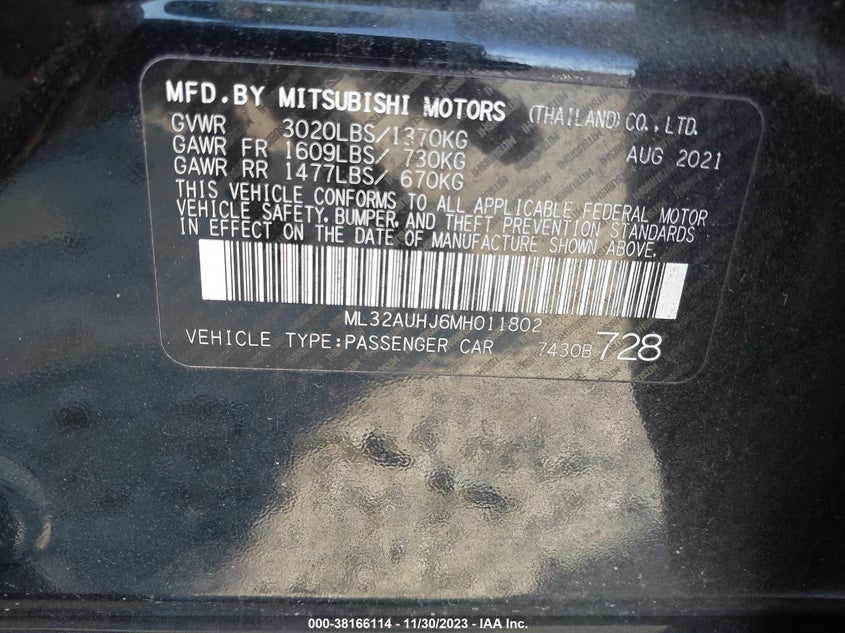 MFD.BY MITSUBISHI MOTORS (THAILAND) CO., LTD.
GVWR 3020LBS/1370KG AUG 2021
GAWR FR 1609LBS/ 730KG
GAWR RR 1477LBS/ 670KG
THIS VEHICLE CONFORMS TO ALL APPLICABLE FEDERAL MOTOR
VEHICLE SAFETY, BUMPER, AND THEFT PREVENTION STANDARDS
IN EFFECT ON THE DATE OF MANUFACTURE SHOWN ABOVE.
ML32AUHJ6MH011802
VEHICLE TYPE:PASSENGER CAR 7430B 728
000-38166114 - 11/30/2023 - IAA Inc.